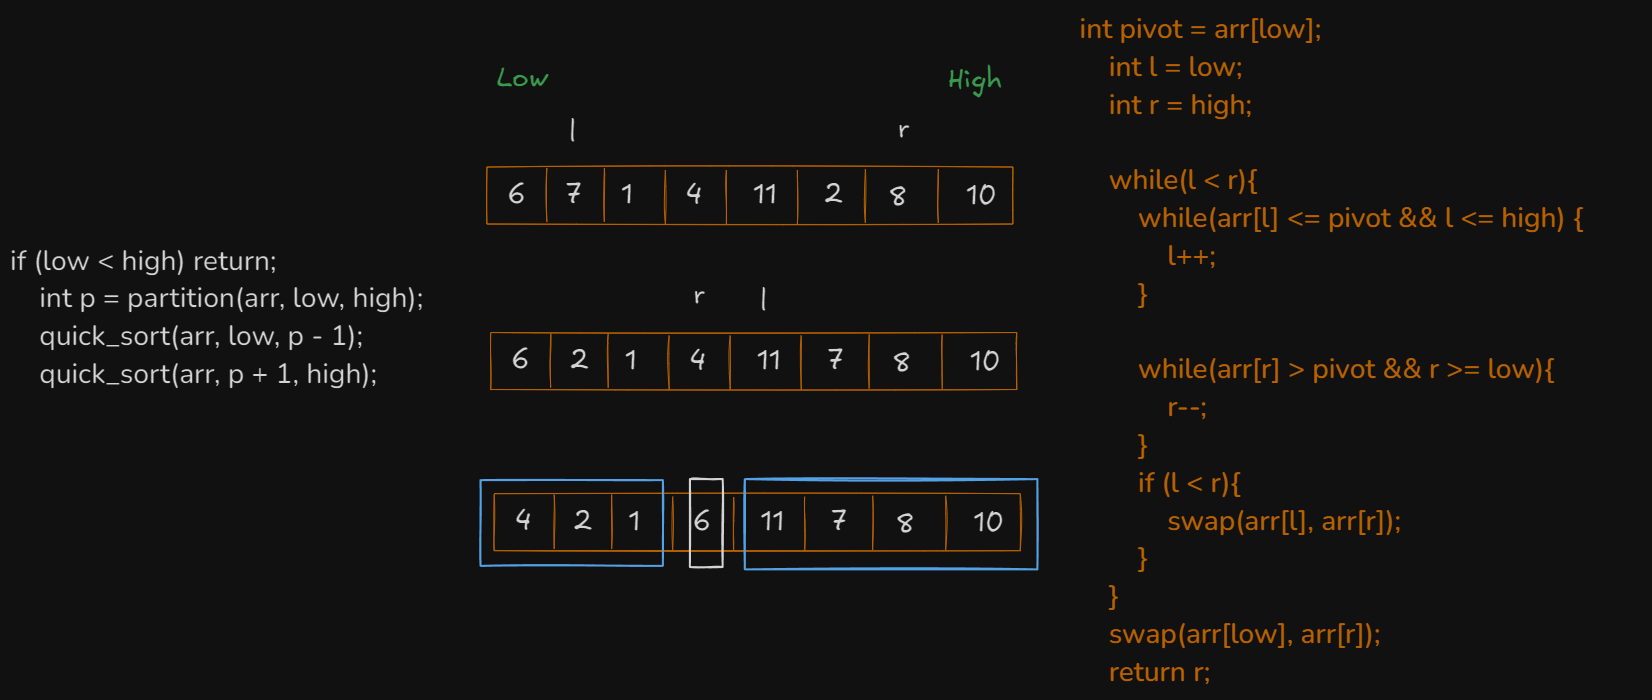 if (low < high) return;
int p = partition(arr, low, high);
quick_sort(arr, low, p - 1);
quick_sort(arr, p + 1, high);
Low High
l r
6 7 1 4 11 2 8 10
r l
6 2 1 4 11 7 8 10
4 2 1 6 11 7 8 10
int pivot = arr[low];
int l = low;
int r = high;
while(l < r){
while(arr[l] <= pivot && l <= high) {
l++;
}
while(arr[r] > pivot && r >= low){
r--;
}
if (l < r){
swap(arr[l], arr[r]);
}
}
swap(arr[low], arr[r]);
return r;